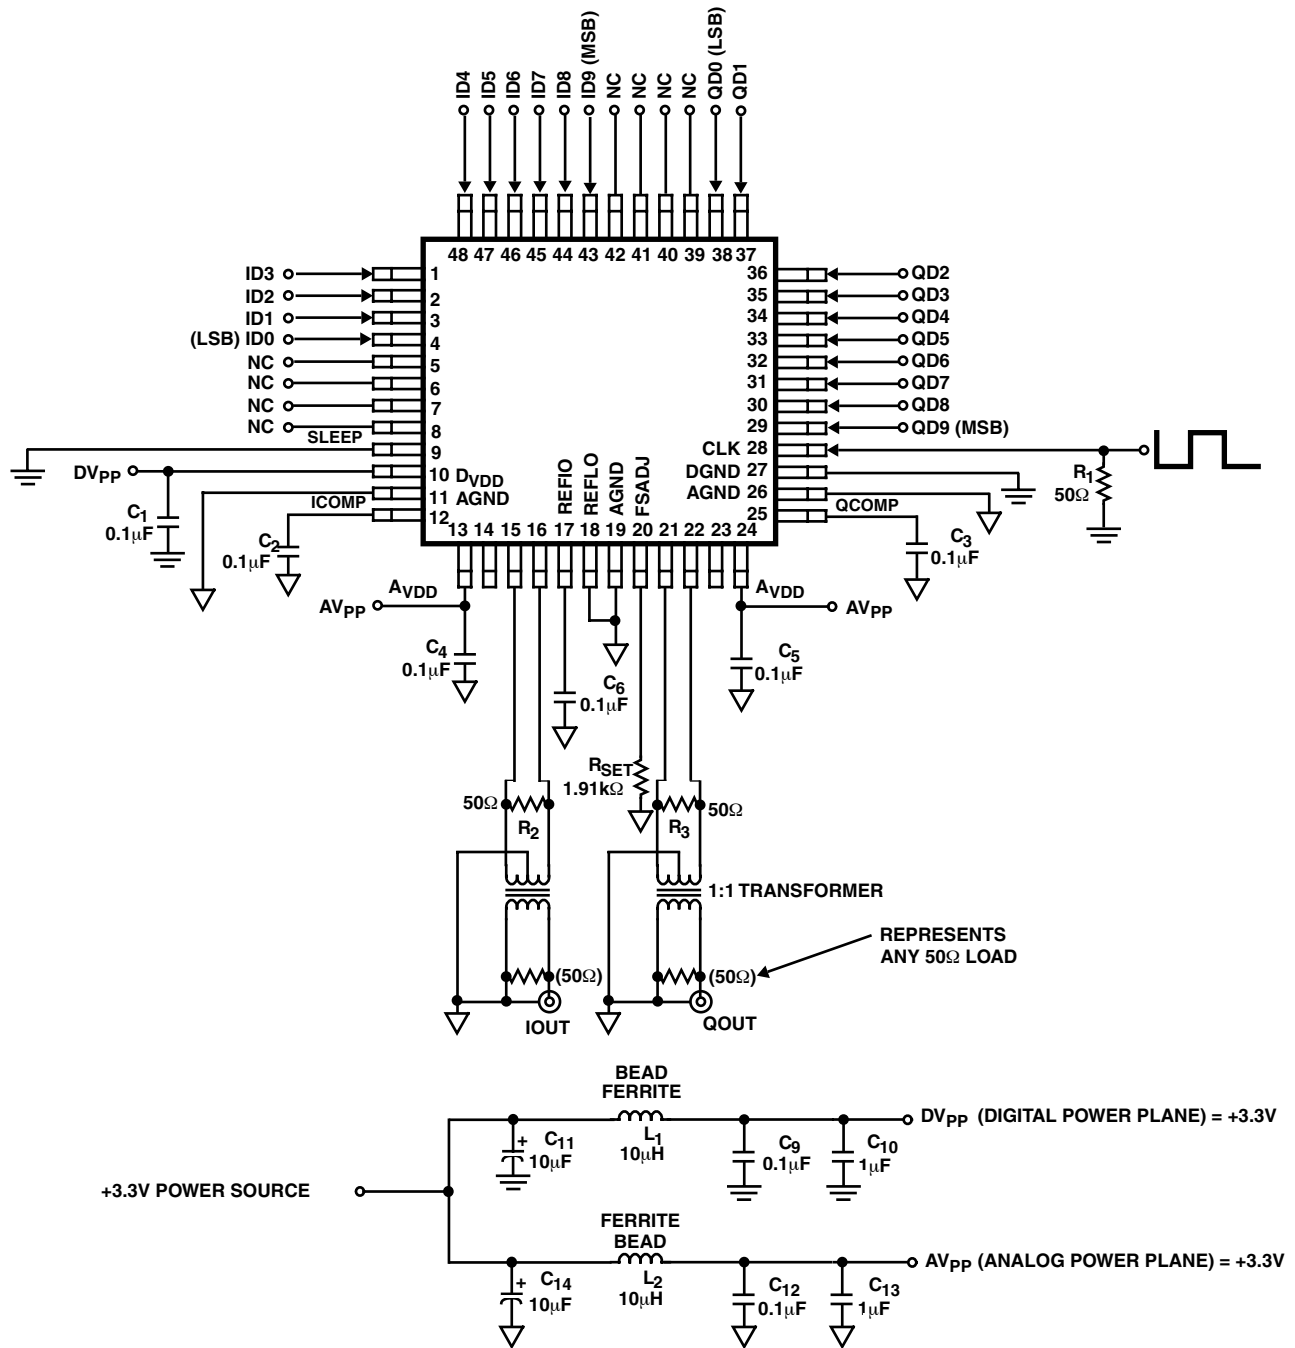 ID4
ID5
ID6
ID7
ID8
ID9 (MSB)
NC
NC
NC
NC
QD0 (LSB)
QD1
48 47 46 45 44 43 42 41 40 39 38 37
ID3
ID2
ID1
(LSB) ID0
NC
NC
NC
NC
SLEEP
DVPP
ICOMP
1
2
3
4
5
6
7
8
9
10 DVDD
11 AGND
12
C1
0.1µF
C2
0.1µF
36
35
34
33
32
31
30
29
CLK 28
DGND 27
AGND 26
25
QD2
QD3
QD4
QD5
QD6
QD7
QD8
QD9 (MSB)
R1
50Ω
QCOMP
C3
0.1µF
REFIO
REFLO
AGND
FSADJ
13 14 15 16 17 18 19 20 21 22 23 24
AVDD
AVPP
C4
0.1µF
AVDD
AVPP
C5
0.1µF
C6
0.1µF
RSET
1.91kΩ
50Ω
R2
R3
50Ω
1:1 TRANSFORMER
REPRESENTS
ANY 50Ω LOAD
(50Ω)
(50Ω)
IOUT
QOUT
BEAD
FERRITE
L1
10µH
+
C11
10µF
C9
0.1µF
C10
1µF
DVPP (DIGITAL POWER PLANE) = +3.3V
+3.3V POWER SOURCE
FERRITE
BEAD
L2
10µH
+
C14
10µF
C12
0.1µF
C13
1µF
AVPP (ANALOG POWER PLANE) = +3.3V